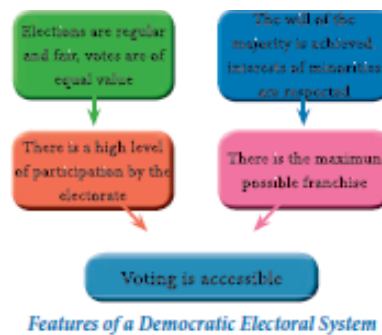 Elections are regular
and fair, votes are of
equal value
The will of the
majority is achieved
interests of minorities
are respected
There is a high level
of participation by the
electorate
There is the maximun
possible franchise
Voting is accessible
Features of a Democratic Electoral System